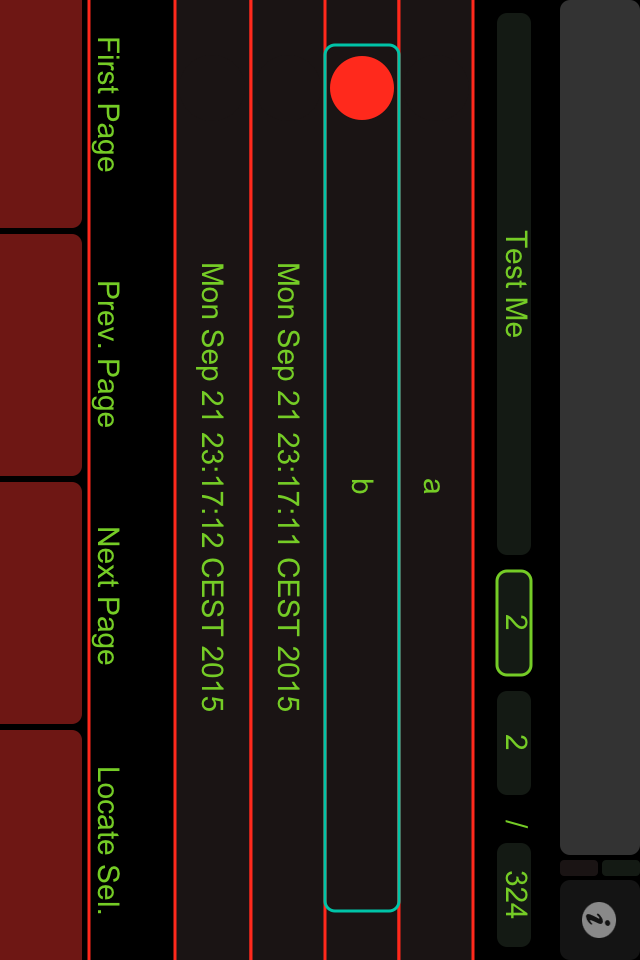 i
Test Me 2 2 / 324
a
b
Mon Sep 21 23:17:11 CEST 2015
Mon Sep 21 23:17:12 CEST 2015
First Page Prev. Page Next Page Locate Sel.